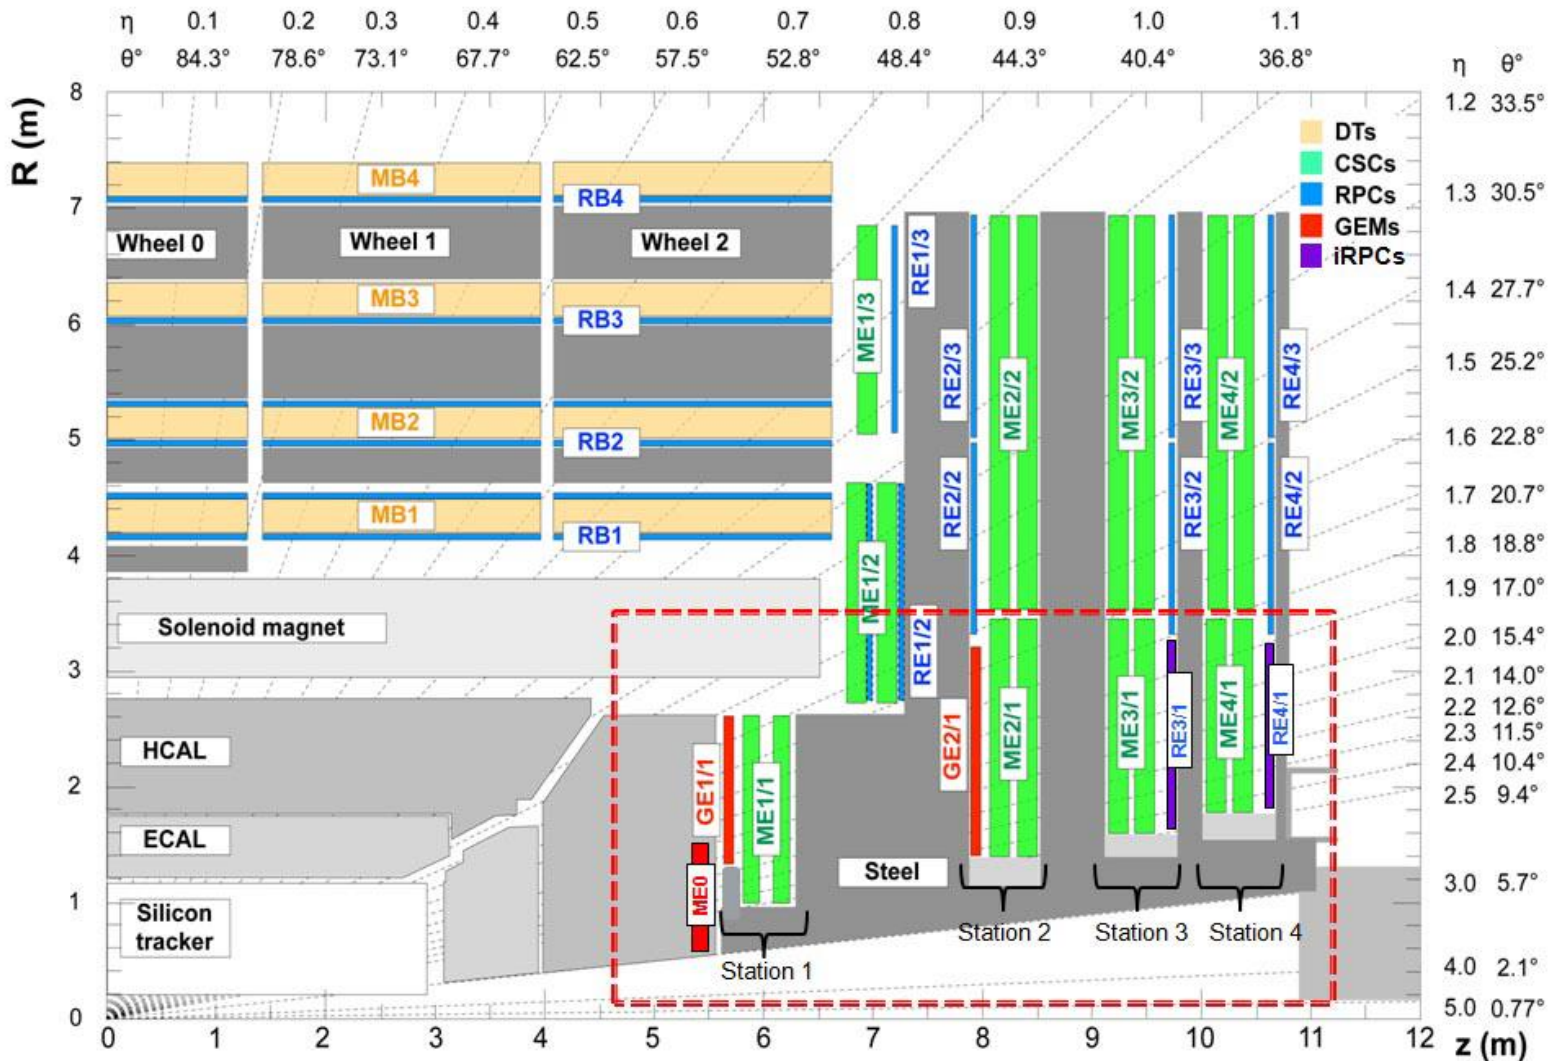 η 0.1 0.2 0.3 0.4 0.5 0.6 0.7 0.8 0.9 1.0 1.1
θ° 84.3° 78.6° 73.1° 67.7° 62.5° 57.5° 52.8° 48.4° 44.3° 40.4° 36.8° η θ°
R (m)
8
7
6
5
4
3
2
1
0
1.2 33.5°
1.3 30.5°
1.4 27.7°
1.5 25.2°
1.6 22.8°
1.7 20.7°
1.8 18.8°
1.9 17.0°
2.0 15.4°
2.1 14.0°
2.2 12.6°
2.3 11.5°
2.4 10.4°
2.5 9.4°
3.0 5.7°
4.0 2.1°
5.0 0.77°
DTs
CSCs
RPCs
GEMs
iRPCs
MB4
RB4
Wheel 0 Wheel 1 Wheel 2
MB3
RB3
MB2
RB2
MB1
RB1
Solenoid magnet
HCAL
ECAL
Silicon
tracker
ME1/3
RE1/3
ME1/2
RE1/2
RE2/3
RE2/2
ME2/2
ME3/2
RE3/3
RE3/2
ME4/2
RE4/3
RE4/2
GE1/1
ME1/1
ME0
GE2/1
ME2/1
ME3/1
RE3/1
ME4/1
RE4/1
Steel
Station 1
Station 2
Station 3
Station 4
0 1 2 3 4 5 6 7 8 9 10 11 12 z (m)